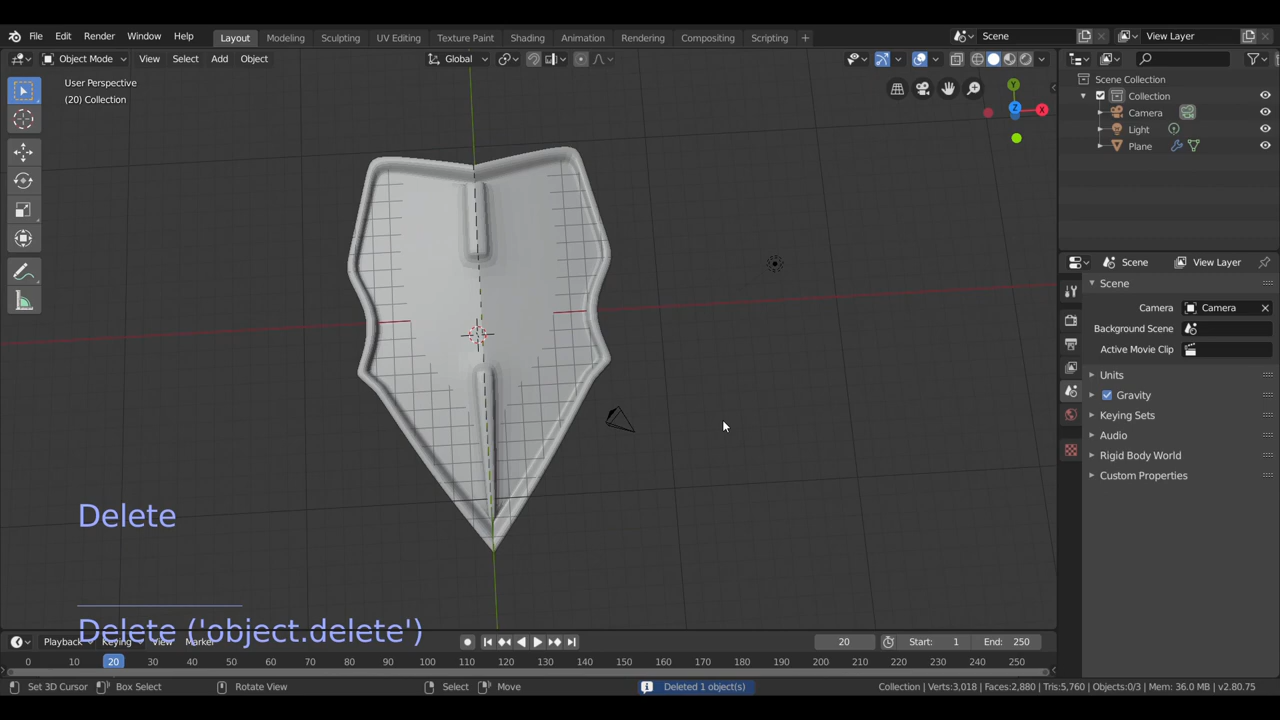 File Edit Render Window Help Layout Modeling Sculpting UV Editing Texture Paint Shading Animation Rendering Compositing Scripting + Scene View Layer
Object Mode View Select Add Object Global
User Perspective
(20) Collection
Y
Z X
Scene Collection
Collection
Camera
Light
Plane
Scene View Layer
Scene
Camera Camera
Background Scene
Active Movie Clip
Units
Gravity
Keying Sets
Audio
Rigid Body World
Custom Properties
Delete
Delete ('object.delete')
Playback Keying View Marker 20 Start: 1 End: 250
0 10 20 30 40 50 60 70 80 90 100 110 120 130 140 150 160 170 180 190 200 210 220 230 240 250
Set 3D Cursor Box Select Rotate View Select Move Deleted 1 object(s) Collection | Verts:3,018 | Faces:2,880 | Tris:5,760 | Objects:0/3 | Mem: 36.0 MB | v2.80.75